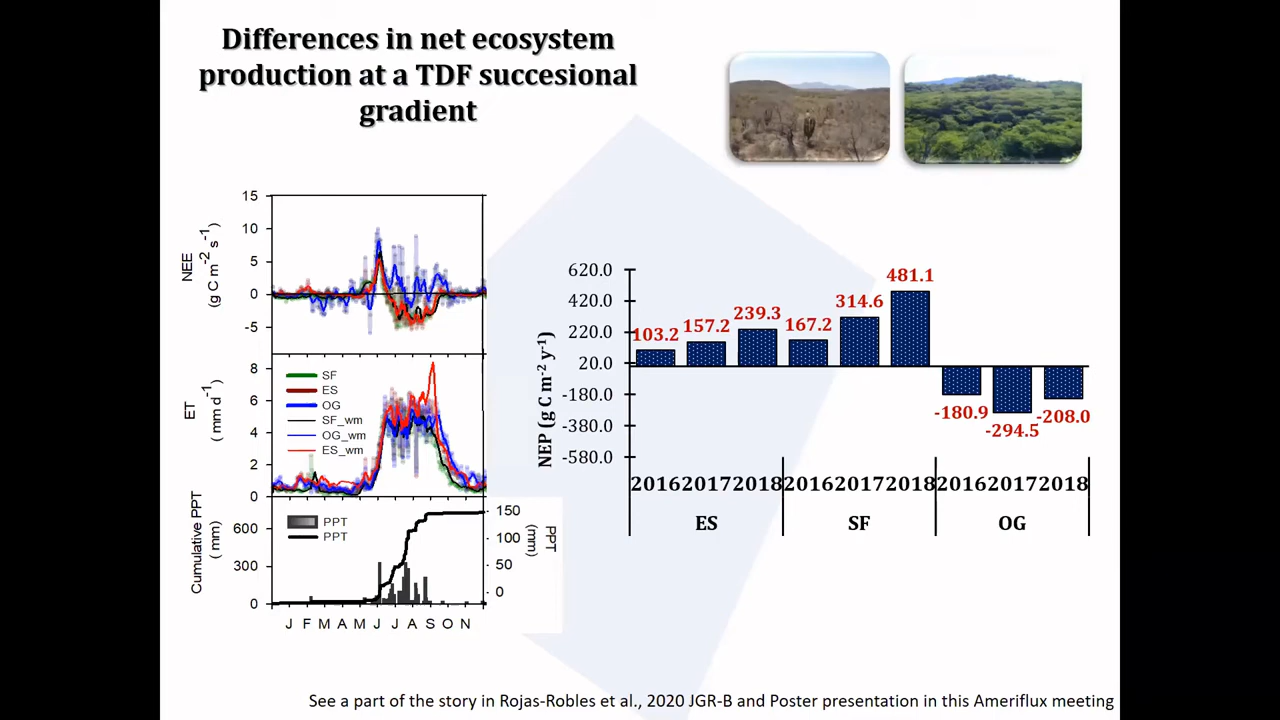 Differences in net ecosystem
production at a TDF succesional
gradient
15
10
5
0
-5
NEE
(g C m-2 s-1)
8
6
4
2
0
ET
( mm d-1)
SF
ES
OG
SF_wm
OG_wm
ES_wm
600
300
0
Cumulative PPT
( mm)
PPT
PPT
150
100
50
0
PPT
(mm)
J F M A M J J A S O N
620.0
420.0
220.0
20.0
-180.0
-380.0
-580.0
NEP (g C m-2 y-1)
103.2 157.2 239.3 167.2 314.6 481.1
-180.9 -294.5 -208.0
2016 2017 2018 2016 2017 2018 2016 2017 2018
ES SF OG
See a part of the story in Rojas-Robles et al., 2020 JGR-B and Poster presentation in this Ameriflux meeting